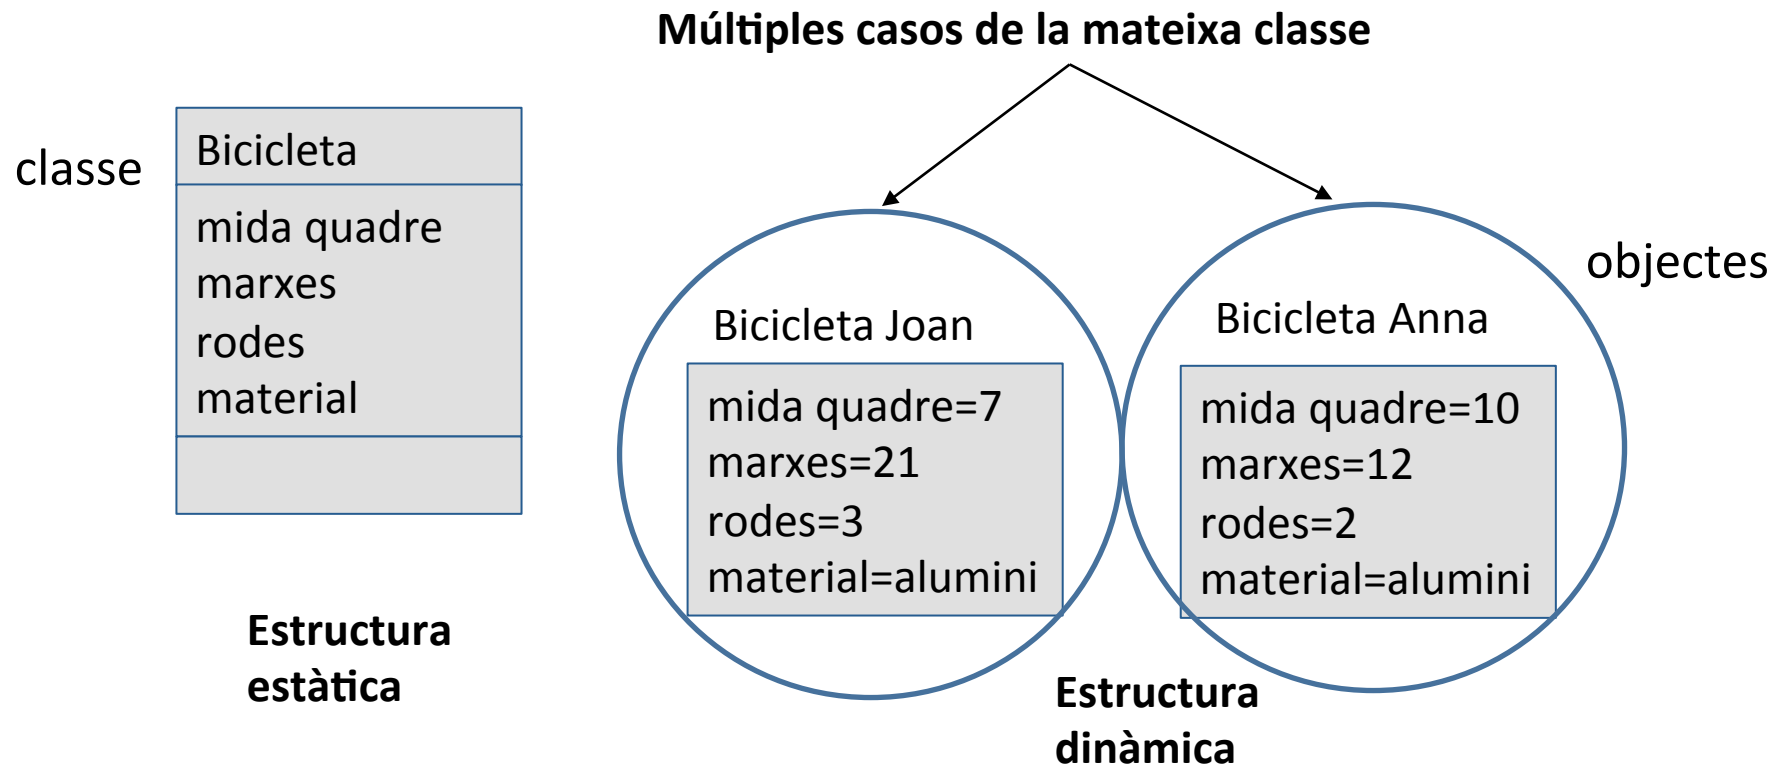 Múltiples casos de la mateixa classe
classe
Bicicleta
mida quadre
marxes
rodes
material
Estructura
estàtica
objectes
Bicicleta Joan
mida quadre=7
marxes=21
rodes=3
material=alumini
Bicicleta Anna
mida quadre=10
marxes=12
rodes=2
material=alumini
Estructura
dinàmica